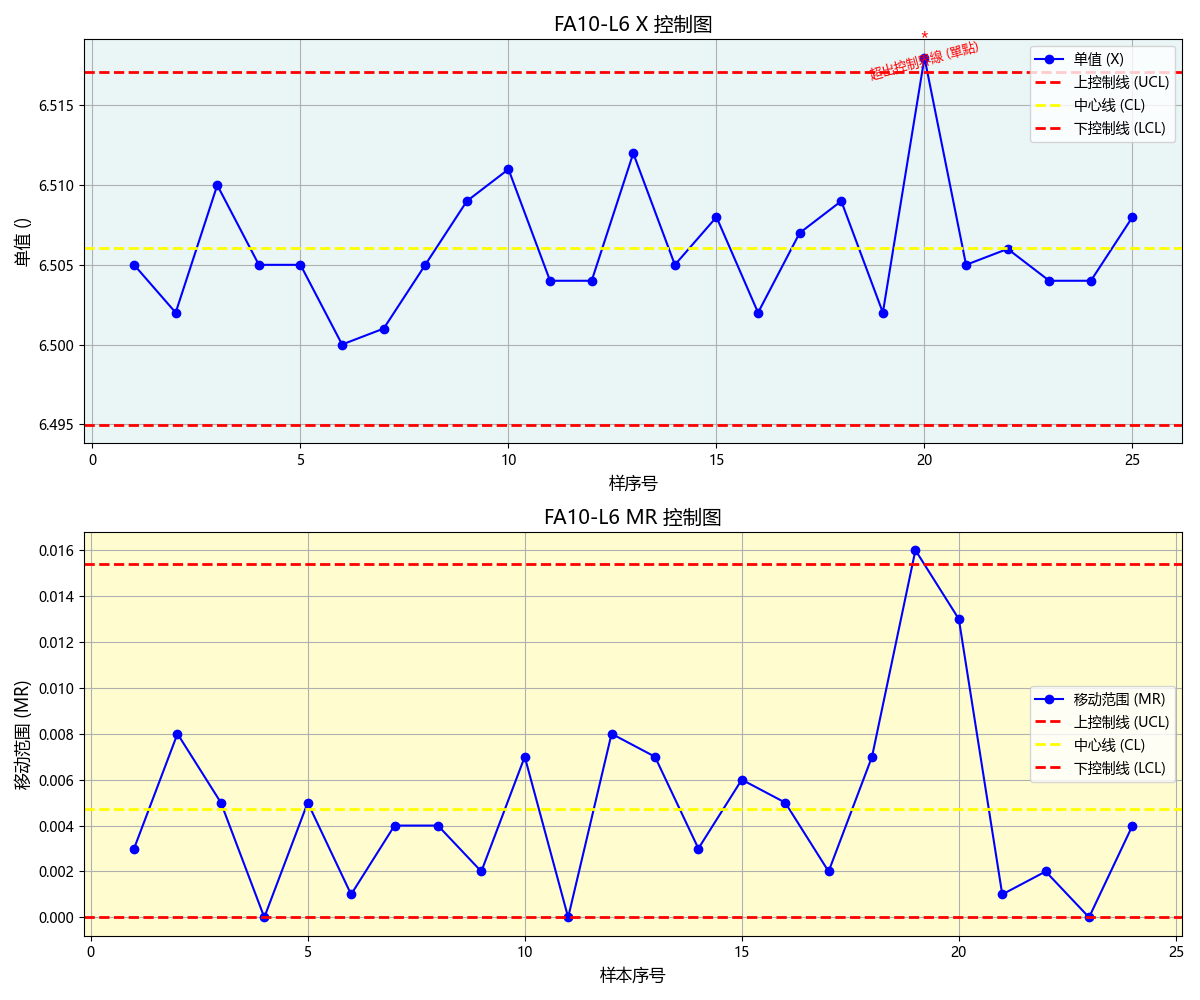 FA10-L6 X 控制图
*
超出控制界線 (單點)
单值 (X)
上控制线 (UCL)
中心线 (CL)
下控制线 (LCL)
单值 ()
6.515
6.510
6.505
6.500
6.495
0 5 10 15 20 25
样序号
FA10-L6 MR 控制图
移动范围 (MR)
0.016
0.014
0.012
0.010
0.008
0.006
0.004
0.002
0.000
移动范围 (MR)
上控制线 (UCL)
中心线 (CL)
下控制线 (LCL)
0 5 10 15 20 25
样本序号